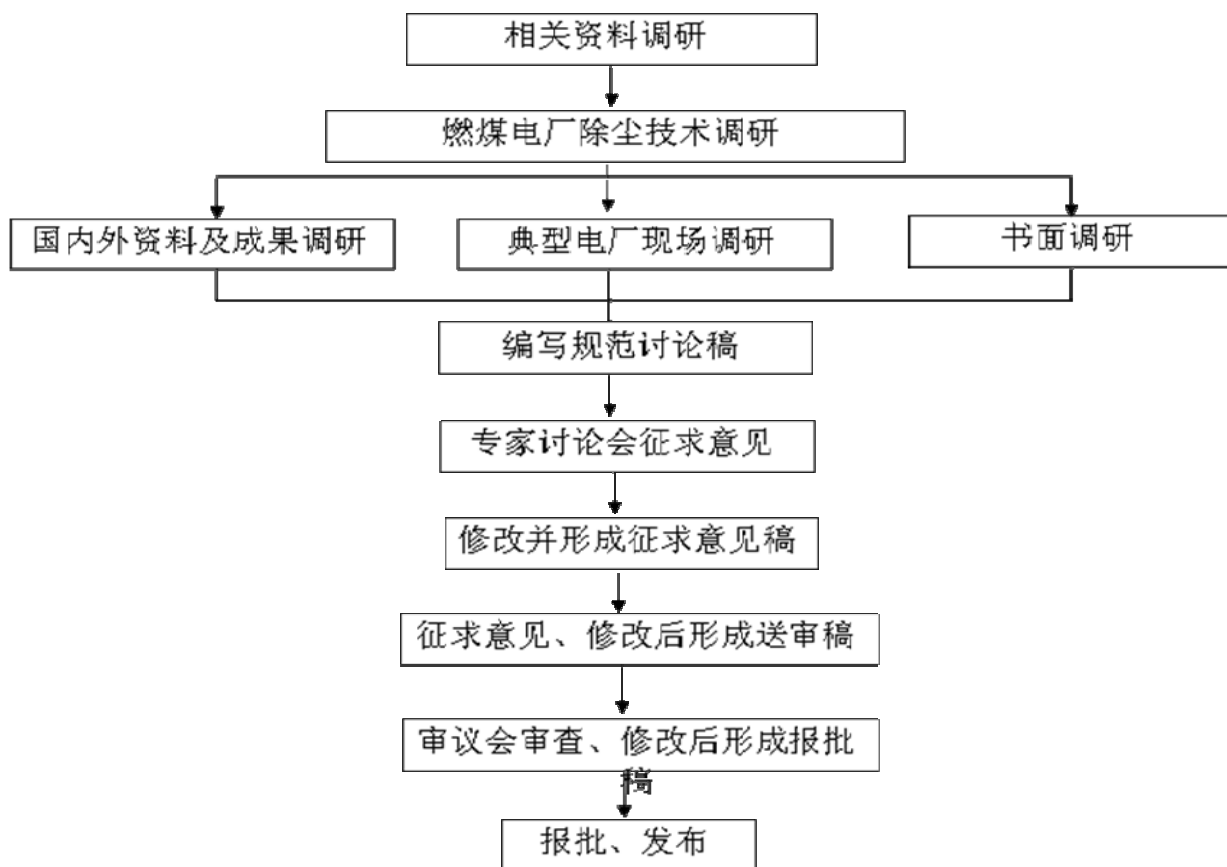 相关资料调研
燃煤电厂除尘技术调研
国内外资料及成果调研
典型电厂现场调研
书面调研
编写规范讨论稿
专家讨论会征求意见
修改并形成征求意见稿
征求意见、修改后形成送审稿
审议会审查、修改后形成报批
稿
报批、发布